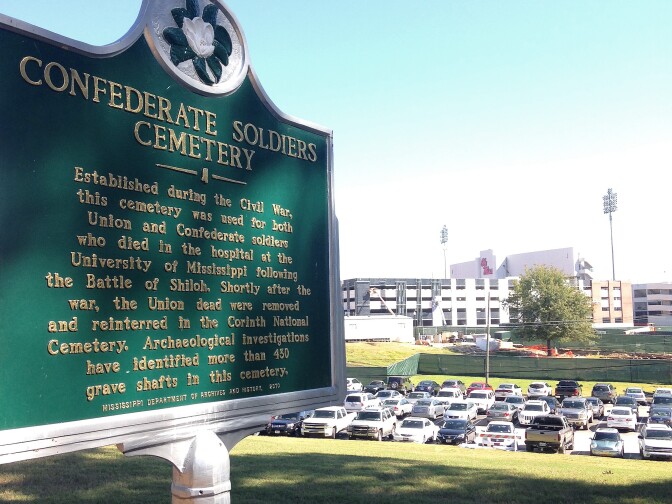 CONFEDERATE SOLDIERS
CEMETERY
Established during the Civil War,
this cemetery was used for both
Union and Confederate soldiers
who died in the hospital at the
University of Mississippi following
the Battle of Shiloh. Shortly after the
war, the Union dead were removed
and reinterred in the Corinth National
Cemetery. Archaeological investigations
have identified more than 430
grave shafts in this cemetery.
MISSISSIPPI DEPARTMENT OF ARCHIVES AND HISTORY,